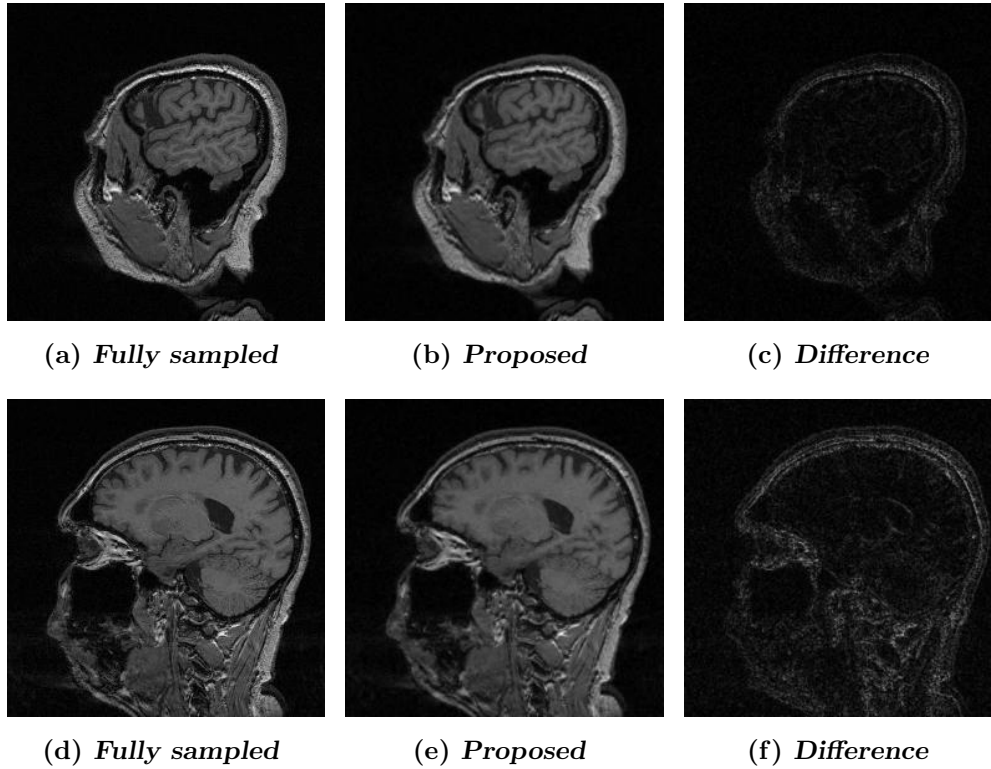 (a) Fully sampled
(b) Proposed
(c) Difference
(d) Fully sampled
(e) Proposed
(f) Difference